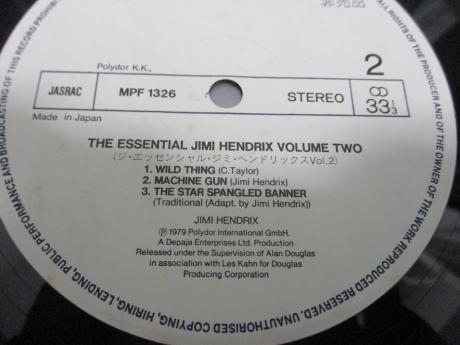 非売品
Polydor K.K.,
2
JASRAC
MPF 1326
STEREO
33 1/3
Made in Japan
THE ESSENTIAL JIMI HENDRIX VOLUME TWO
(ジ・エッセンシャル・ジミ・ヘンドリックスVol.2)
1. WILD THING (C.Taylor)
2. MACHINE GUN (Jimi Hendrix)
3. THE STAR SPANGLED BANNER
(Traditional (Adapt. by Jimi Hendrix))
JIMI HENDRIX
Ⓟ 1979 Polydor International GmbH.
A Depaja Enterprises Ltd. Production
Released under the Supervision of Alan Douglas
in association with Les Kahn for Douglas
Producing Corporation
ALL RIGHTS OF THE PRODUCER AND OF THE OWNER OF THE WORK REPRODUCED RESERVED. UNAUTHORISED COPYING, HIRING, LENDING, PUBLIC PERFORMANCE AND BROADCASTING OF THIS RECORD PROHIBITED